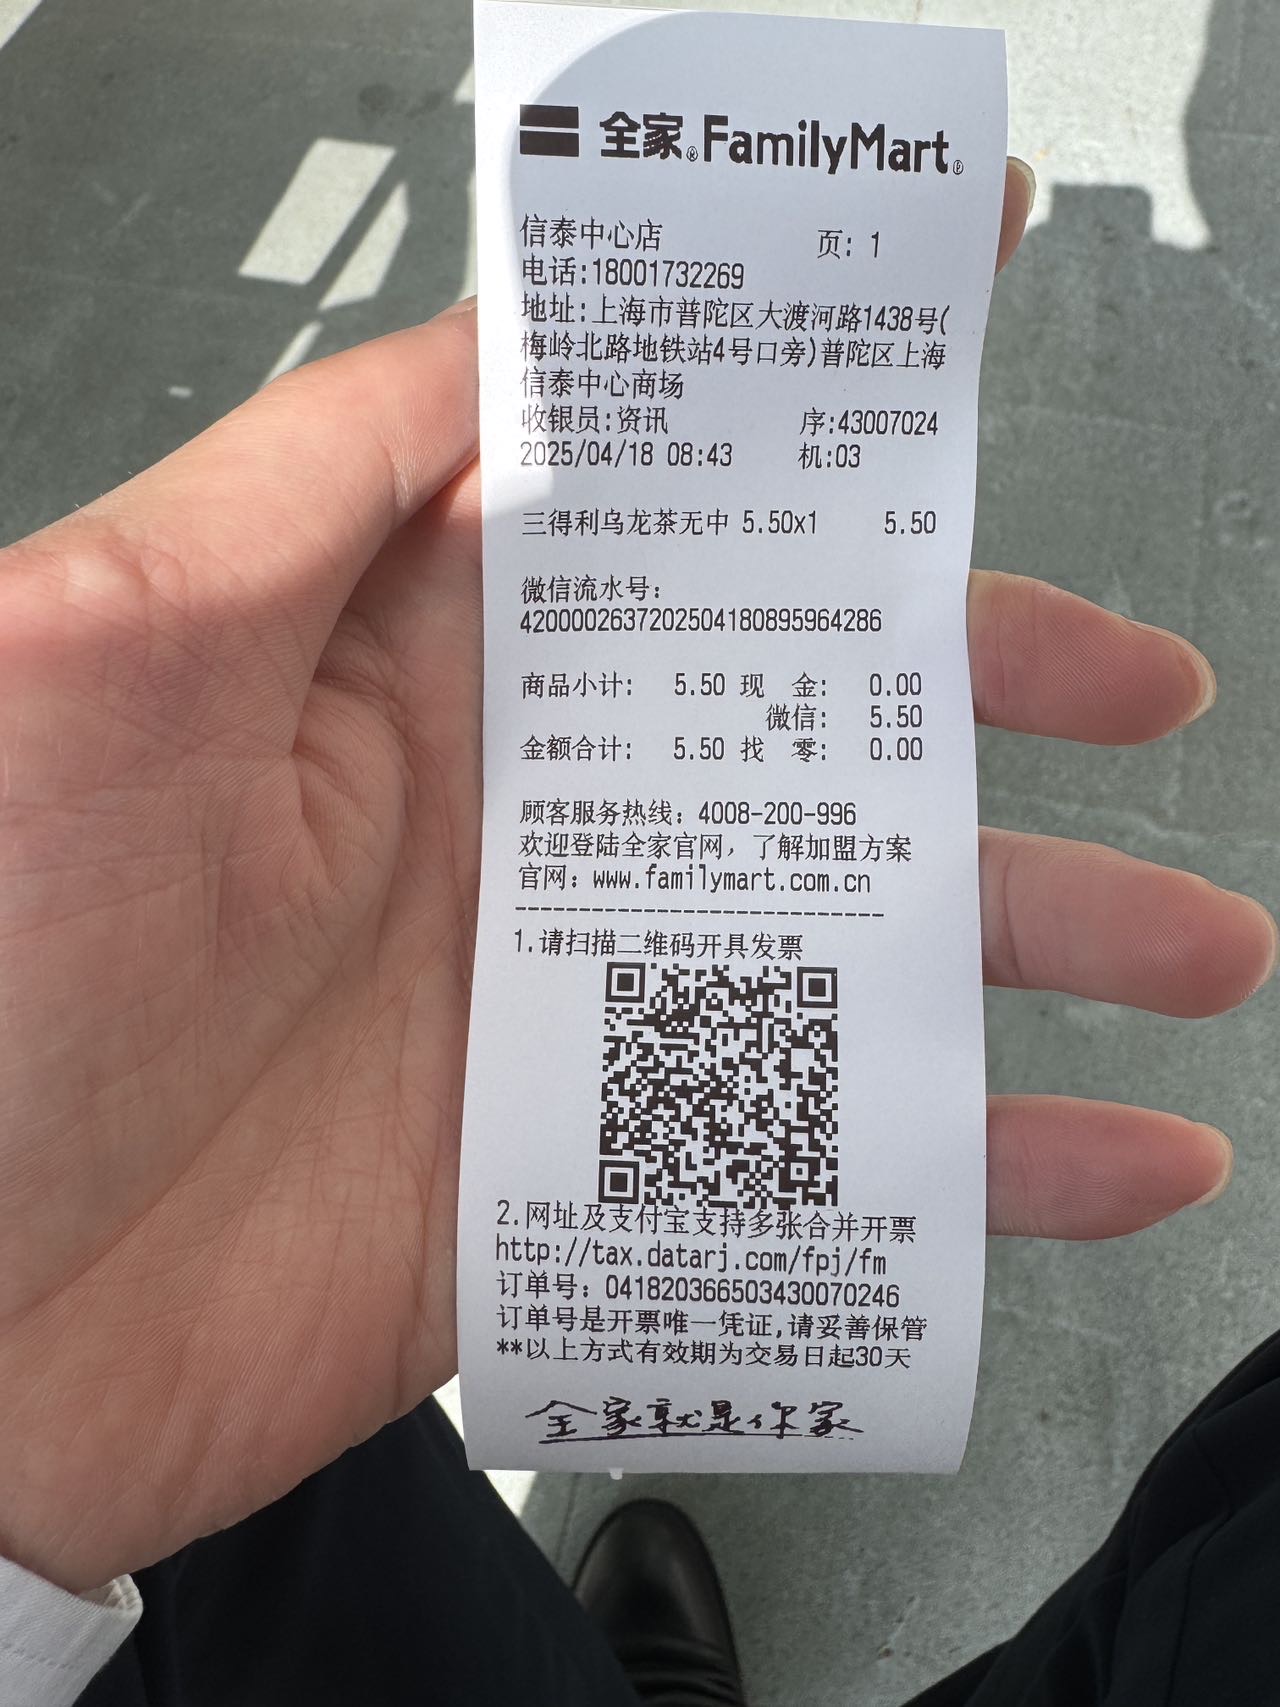 全家® FamilyMart®
信泰中心店 页: 1
电话:18001732269
地址:上海市普陀区大渡河路1438号(
梅岭北路地铁站4号口旁)普陀区上海
信泰中心商场
收银员:资讯 序:43007024
2025/04/18 08:43 机:03
三得利乌龙茶无中 5.50x1 5.50
微信流水号:
4200002637202504180895964286
商品小计: 5.50 现 金: 0.00
微信: 5.50
金额合计: 5.50 找 零: 0.00
顾客服务热线: 4008-200-996
欢迎登陆全家官网, 了解加盟方案
官网: www.familymart.com.cn
1.请扫描二维码开具发票
2.网址及支付宝支持多张合并开票
http://tax.datarj.com/fpj/fm
订单号: 041820366503430070246
订单号是开票唯一凭证,请妥善保管
**以上方式有效期为交易日起30天
全家就是你家